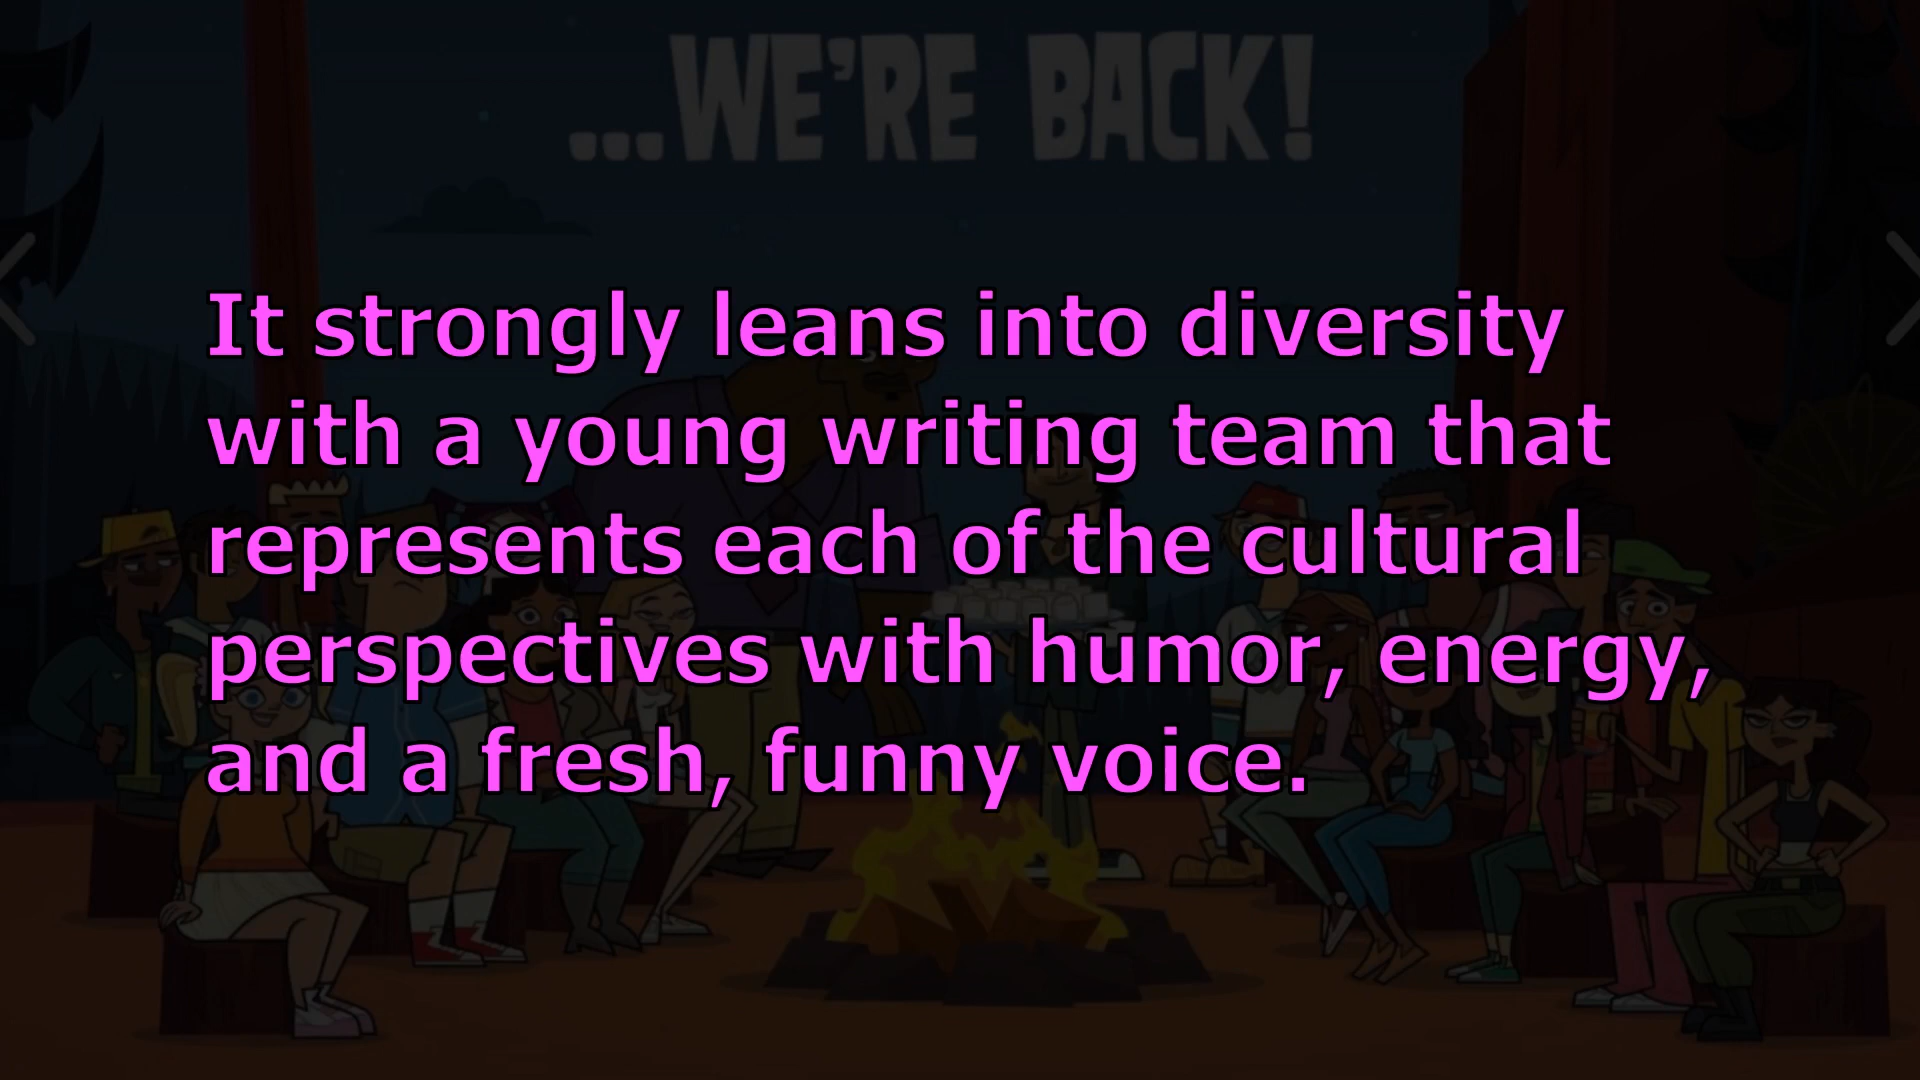 ...WE'RE BACK!
It strongly leans into diversity
with a young writing team that
represents each of the cultural
perspectives with humor, energy,
and a fresh, funny voice.